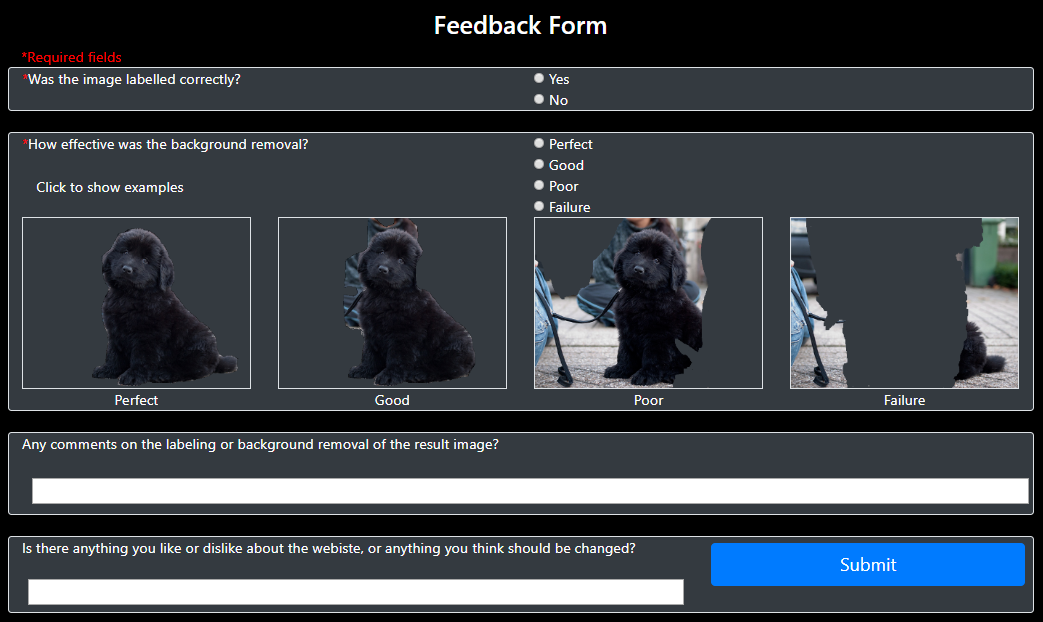 Feedback Form
*Required fields
*Was the image labelled correctly?
Yes
No
*How effective was the background removal?
Perfect
Good
Poor
Failure
Click to show examples
Perfect
Good
Poor
Failure
Any comments on the labeling or background removal of the result image?
Is there anything you like or dislike about the webiste, or anything you think should be changed?
Submit